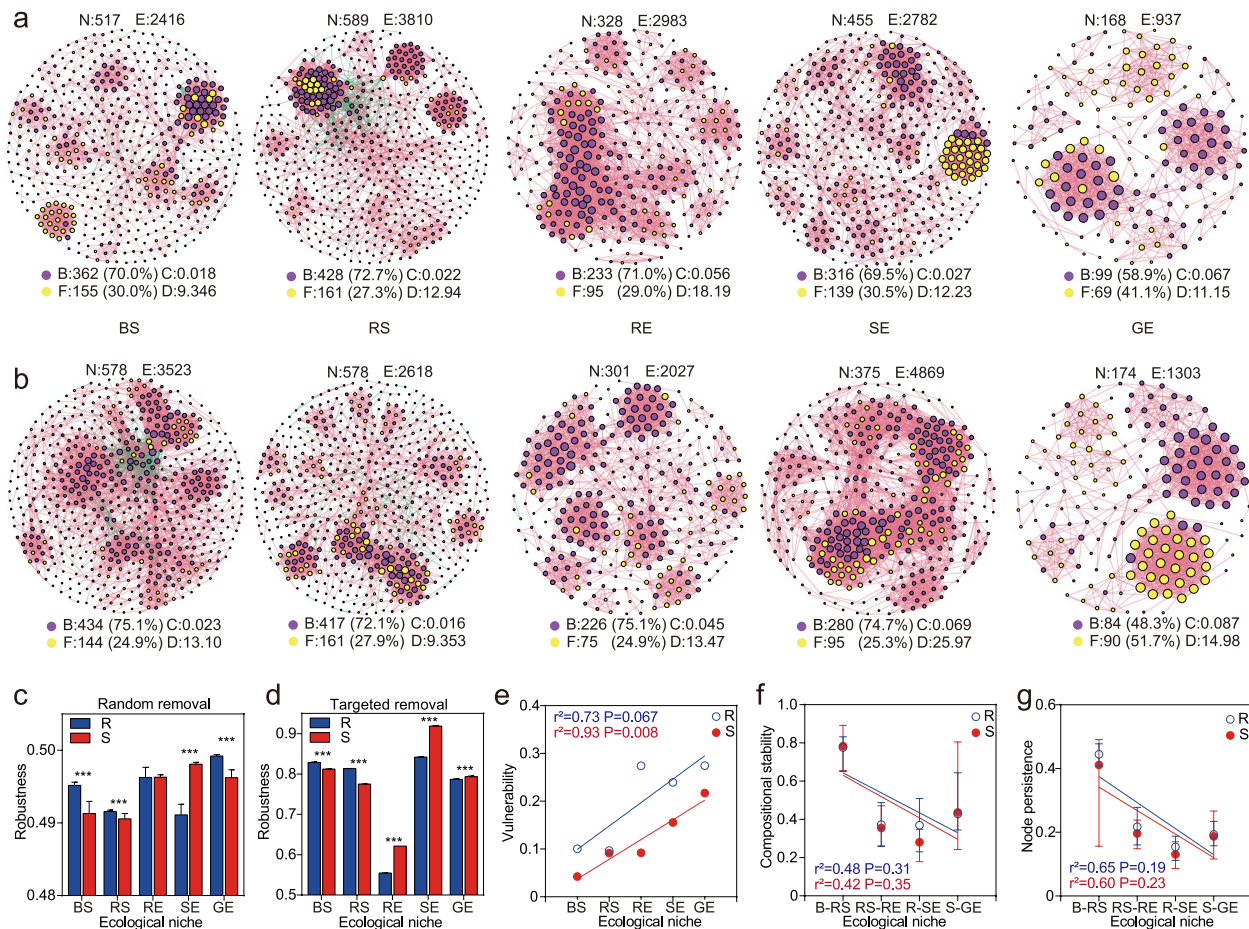 a
N:517 E:2416
N:589 E:3810
N:328 E:2983
N:455 E:2782
N:168 E:937
B:362 (70.0%) C:0.018
F:155 (30.0%) D:9.346
B:428 (72.7%) C:0.022
F:161 (27.3%) D:12.94
B:233 (71.0%) C:0.056
F:95 (29.0%) D:18.19
B:316 (69.5%) C:0.027
F:139 (30.5%) D:12.23
B:99 (58.9%) C:0.067
F:69 (41.1%) D:11.15
BS
RS
RE
SE
GE
b
N:578 E:3523
N:578 E:2618
N:301 E:2027
N:375 E:4869
N:174 E:1303
B:434 (75.1%) C:0.023
F:144 (24.9%) D:13.10
B:417 (72.1%) C:0.016
F:161 (27.9%) D:9.353
B:226 (75.1%) C:0.045
F:75 (24.9%) D:13.47
B:280 (74.7%) C:0.069
F:95 (25.3%) D:25.97
B:84 (48.3%) C:0.087
F:90 (51.7%) D:14.98
c
Random removal
R
S
***
***
***
***
0.50
0.49
0.48
Robustness
BS RS RE SE GE
Ecological niche
d
Targeted removal
R
S
***
***
***
***
***
0.9
0.8
0.7
0.6
0.5
Robustness
BS RS RE SE GE
Ecological niche
e
r²=0.73 P=0.067
r²=0.93 P=0.008
R
S
0.4
0.3
0.2
0.1
0.0
Vulnerability
BS RS RE SE GE
Ecological niche
f
R
S
1.0
0.8
0.6
0.4
0.2
0.0
Compositional stability
r²=0.48 P=0.31
r²=0.42 P=0.35
B-RS RS-RE R-SE S-GE
Ecological niche
g
R
S
0.6
0.4
0.2
0.0
Node persistence
r²=0.65 P=0.19
r²=0.60 P=0.23
B-RS RS-RE R-SE S-GE
Ecological niche